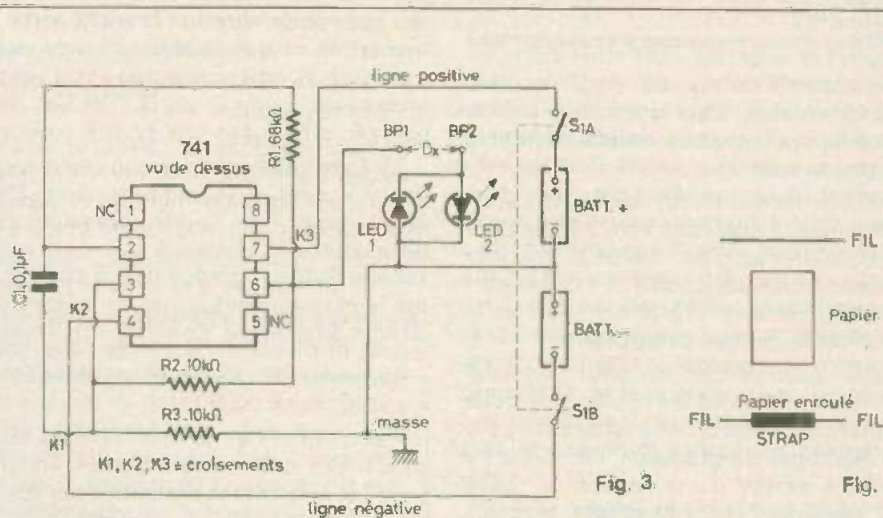 ligne positive
R1.68kΩ
BP1
Dx
BP2
S1A
741
vu de dessus
NC
1
8
2
7
K3
3
6
4
5
NC
K2
C1.0,1µF
LED
1
LED
2
BATT. +
BATT.
FIL
Papier
R2.10kΩ
R3.10kΩ
K1
masse
S1B
Papier enroulé
FIL
FIL
STRAP
K1, K2, K3 = croisements
Fig. 3
Fig.
ligne négative